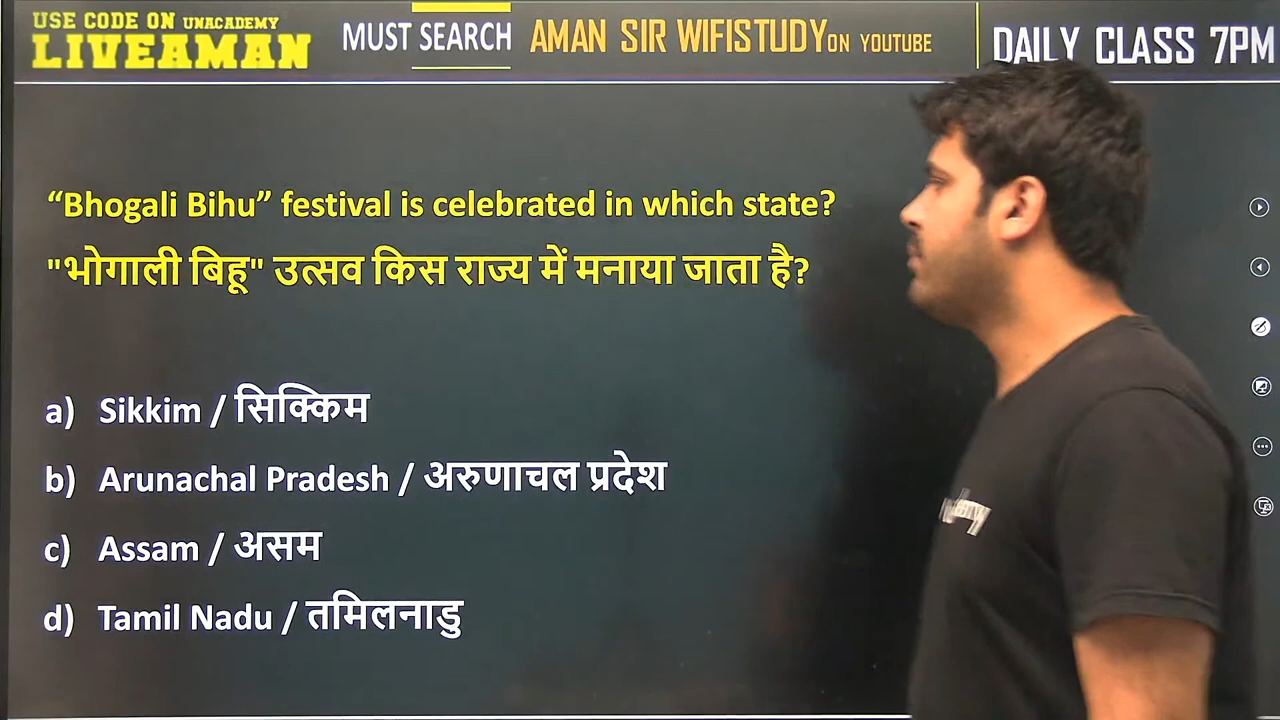 USE CODE ON UNACADEMY
LIVEAMAN
MUST SEARCH AMAN SIR WIFISTUDY ON YOUTUBE
DAILY CLASS 7PM
“Bhogali Bihu” festival is celebrated in which state?
"भोगाली बिहू" उत्सव किस राज्य में मनाया जाता है?
a) Sikkim / सिक्किम
b) Arunachal Pradesh / अरुणाचल प्रदेश
c) Assam / असम
d) Tamil Nadu / तमिलनाडु